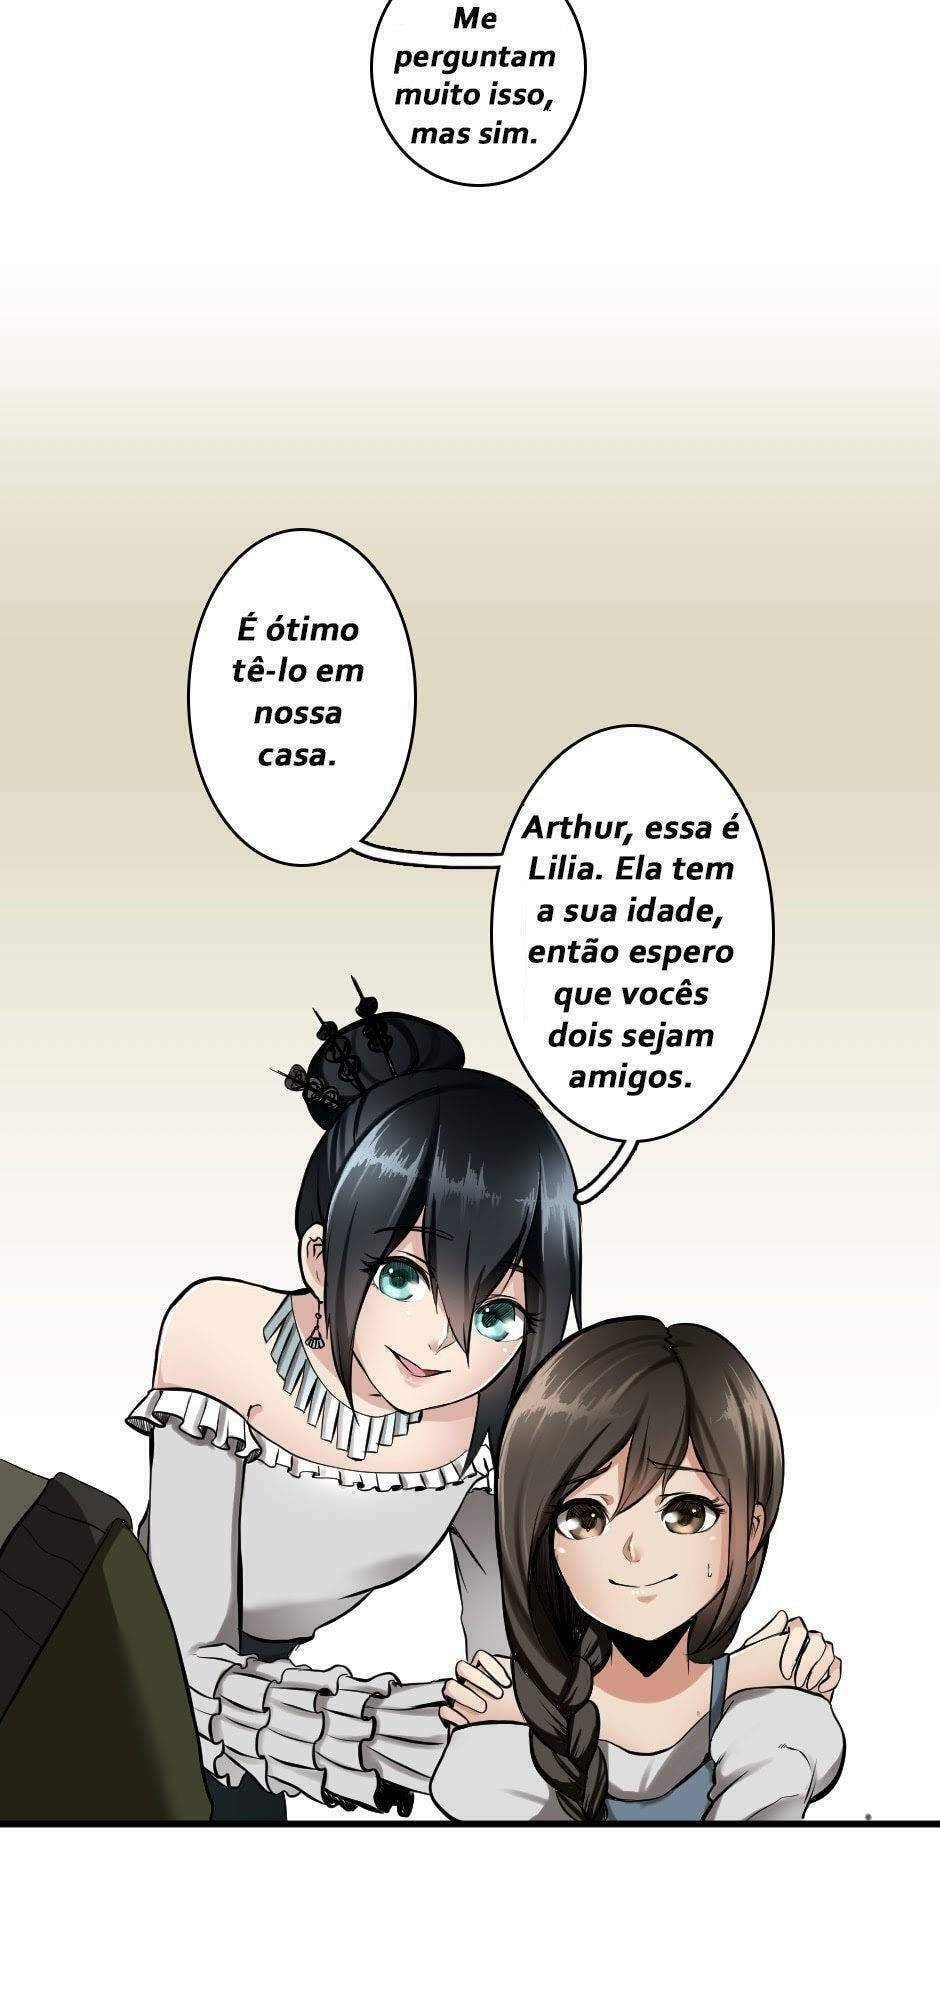 Me
perguntam
muito isso,
mas sim.
É ótimo
tê-lo em
nossa
casa.
Arthur, essa é
Lilia. Ela tem
a sua idade,
então espero
que vocês
dois sejam
amigos.